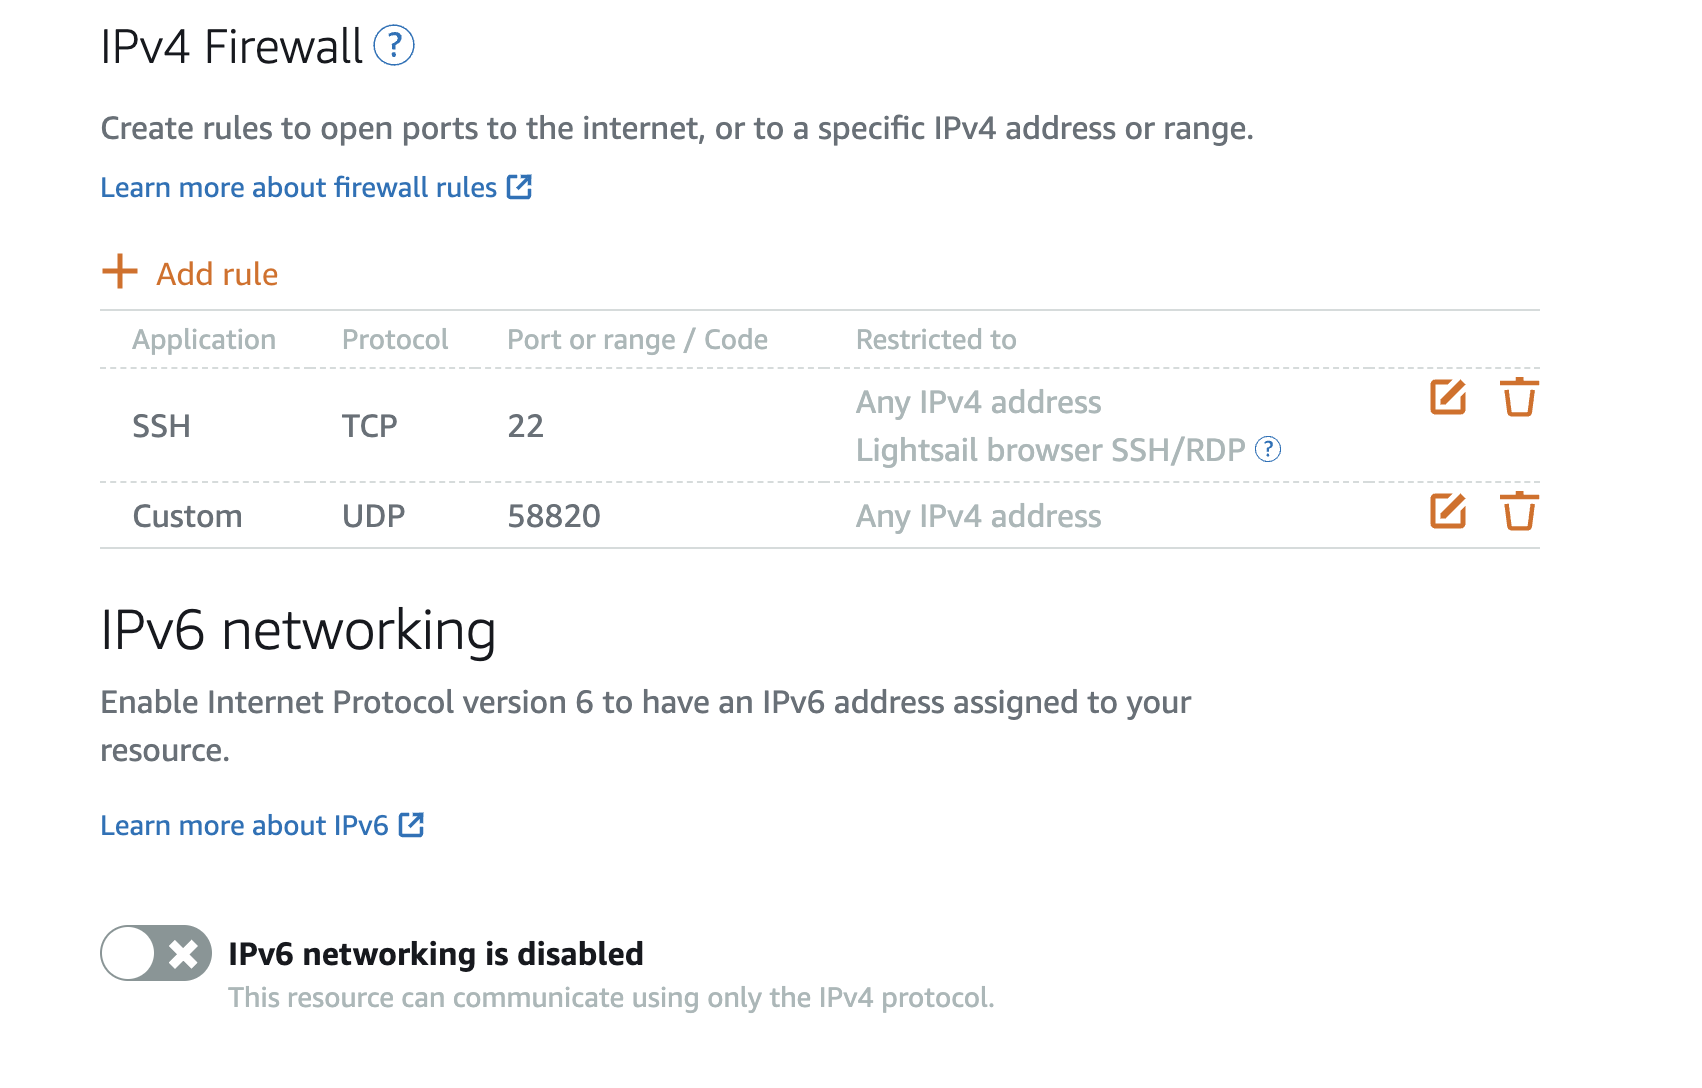 IPv4 Firewall ?
Create rules to open ports to the internet, or to a specific IPv4 address or range.
Learn more about firewall rules
+ Add rule
Application Protocol Port or range / Code Restricted to
SSH TCP 22 Any IPv4 address
Lightsail browser SSH/RDP ?
Custom UDP 58820 Any IPv4 address
IPv6 networking
Enable Internet Protocol version 6 to have an IPv6 address assigned to your
resource.
Learn more about IPv6
IPv6 networking is disabled
This resource can communicate using only the IPv4 protocol.